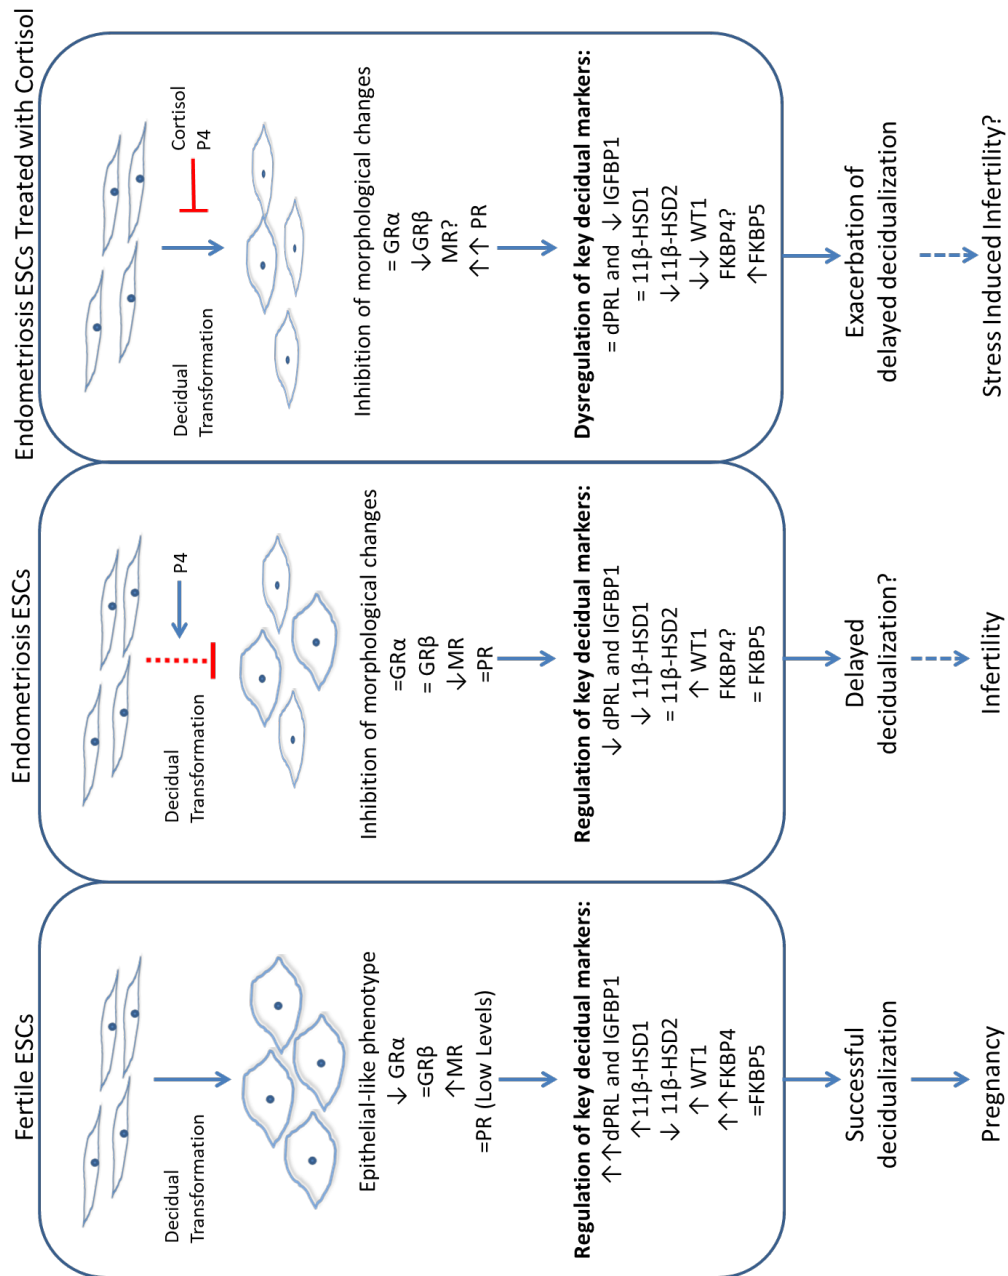 Fertile ESCs
Decidual
Transformation
Epithelial-like phenotype
↓ GRα
=GRβ
↑MR
=PR (Low Levels)
Regulation of key decidual markers:
↑↑dPRL and IGFBP1
↑11β-HSD1
↓ 11β-HSD2
↑ WT1
↑↑FKBP4
=FKBP5
Successful
decidualization
Pregnancy
Endometriosis ESCs
Decidual
Transformation
P4
Inhibition of morphological changes
=GRα
= GRβ
↓MR
=PR
Regulation of key decidual markers:
↓ dPRL and IGFBP1
↓ 11β-HSD1
= 11β-HSD2
↑ WT1
FKBP4?
= FKBP5
Delayed
decidualization?
Infertility
Endometriosis ESCs Treated with Cortisol
Decidual
Transformation
Cortisol
P4
Inhibition of morphological changes
= GRα
↓GRβ
MR?
↑↑ PR
Dysregulation of key decidual markers:
= dPRL and ↓ IGFBP1
= 11β-HSD1
↓11β-HSD2
↓↓ WT1
FKBP4?
↑FKBP5
Exacerbation of
delayed decidualization
Stress Induced Infertility?